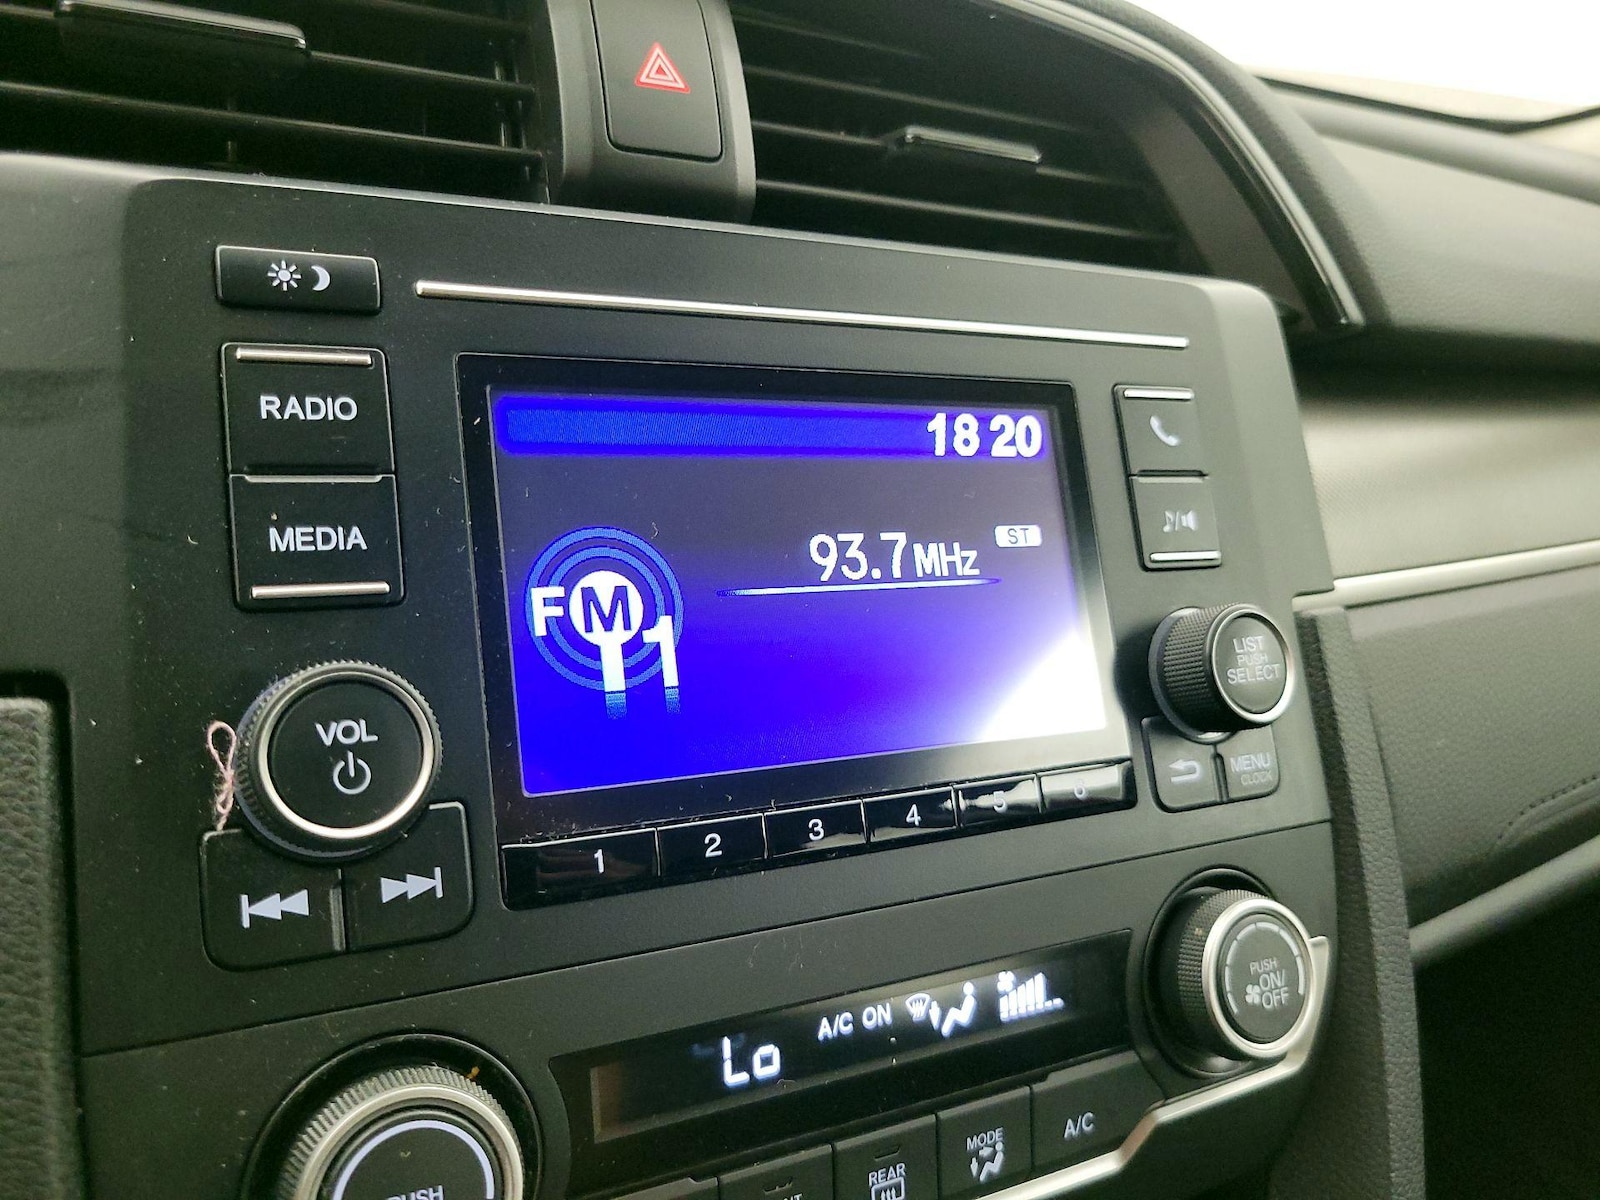 RADIO
MEDIA
VOL
18 20
93.7 MHz
ST
FM
1
LIST
PUSH
SELECT
MENU
CLOCK
1 2 3 4 5 6
Lo
A/C ON
PUSH
ON/
OFF
PUSH
REAR
MODE
A/C